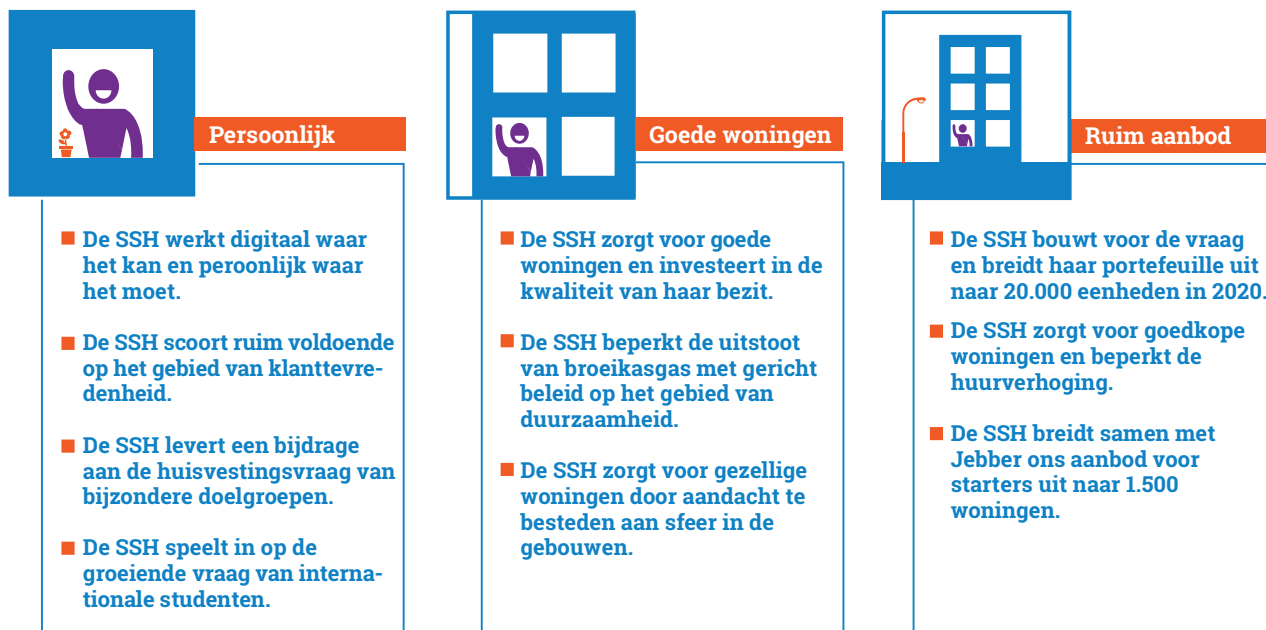 Persoonlijk
De SSH werkt digitaal waar
het kan en peroonlijk waar
het moet.
De SSH scoort ruim voldoende
op het gebied van klanttevre-
denheid.
De SSH levert een bijdrage
aan de huisvestingsvraag van
bijzondere doelgroepen.
De SSH speelt in op de
groeiende vraag van interna-
tionale studenten.
Goede woningen
De SSH zorgt voor goede
woningen en investeert in de
kwaliteit van haar bezit.
De SSH beperkt de uitstoot
van broeikasgas met gericht
beleid op het gebied van
duurzaamheid.
De SSH zorgt voor gezellige
woningen door aandacht te
besteden aan sfeer in de
gebouwen.
Ruim aanbod
De SSH bouwt voor de vraag
en breidt haar portefeuille uit
naar 20.000 eenheden in 2020.
De SSH zorgt voor goedkope
woningen en beperkt de
huurverhoging.
De SSH breidt samen met
Jebber ons aanbod voor
starters uit naar 1.500
woningen.